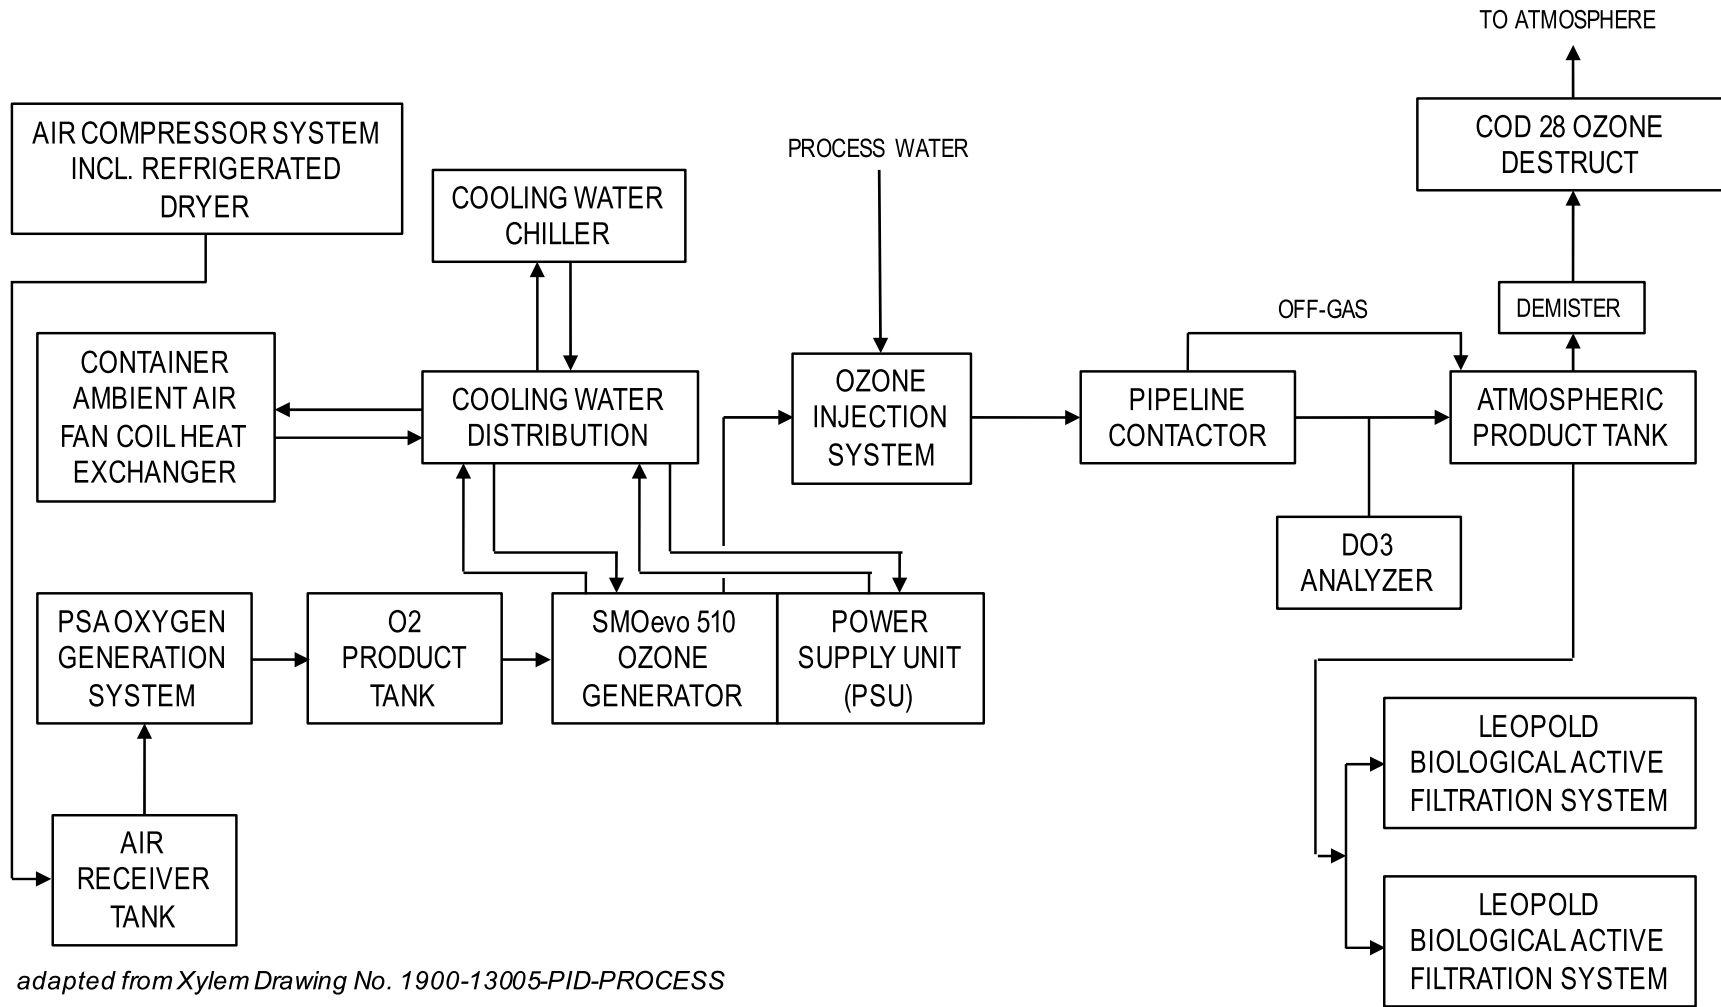 TO ATMOSPHERE
AIR COMPRESSOR SYSTEM
INCL. REFRIGERATED
DRYER
COD 28 OZONE
DESTRUCT
PROCESS WATER
COOLING WATER
CHILLER
OFF-GAS
DEMISTER
CONTAINER
AMBIENT AIR
FAN COIL HEAT
EXCHANGER
COOLING WATER
DISTRIBUTION
OZONE
INJECTION
SYSTEM
PIPELINE
CONTACTOR
ATMOSPHERIC
PRODUCT TANK
DO3
ANALYZER
PSA OXYGEN
GENERATION
SYSTEM
O2
PRODUCT
TANK
SMOevo 510
OZONE
GENERATOR
POWER
SUPPLY UNIT
(PSU)
LEOPOLD
BIOLOGICAL ACTIVE
FILTRATION SYSTEM
AIR
RECEIVER
TANK
LEOPOLD
BIOLOGICAL ACTIVE
FILTRATION SYSTEM
adapted from Xylem Drawing No. 1900-13005-PID-PROCESS